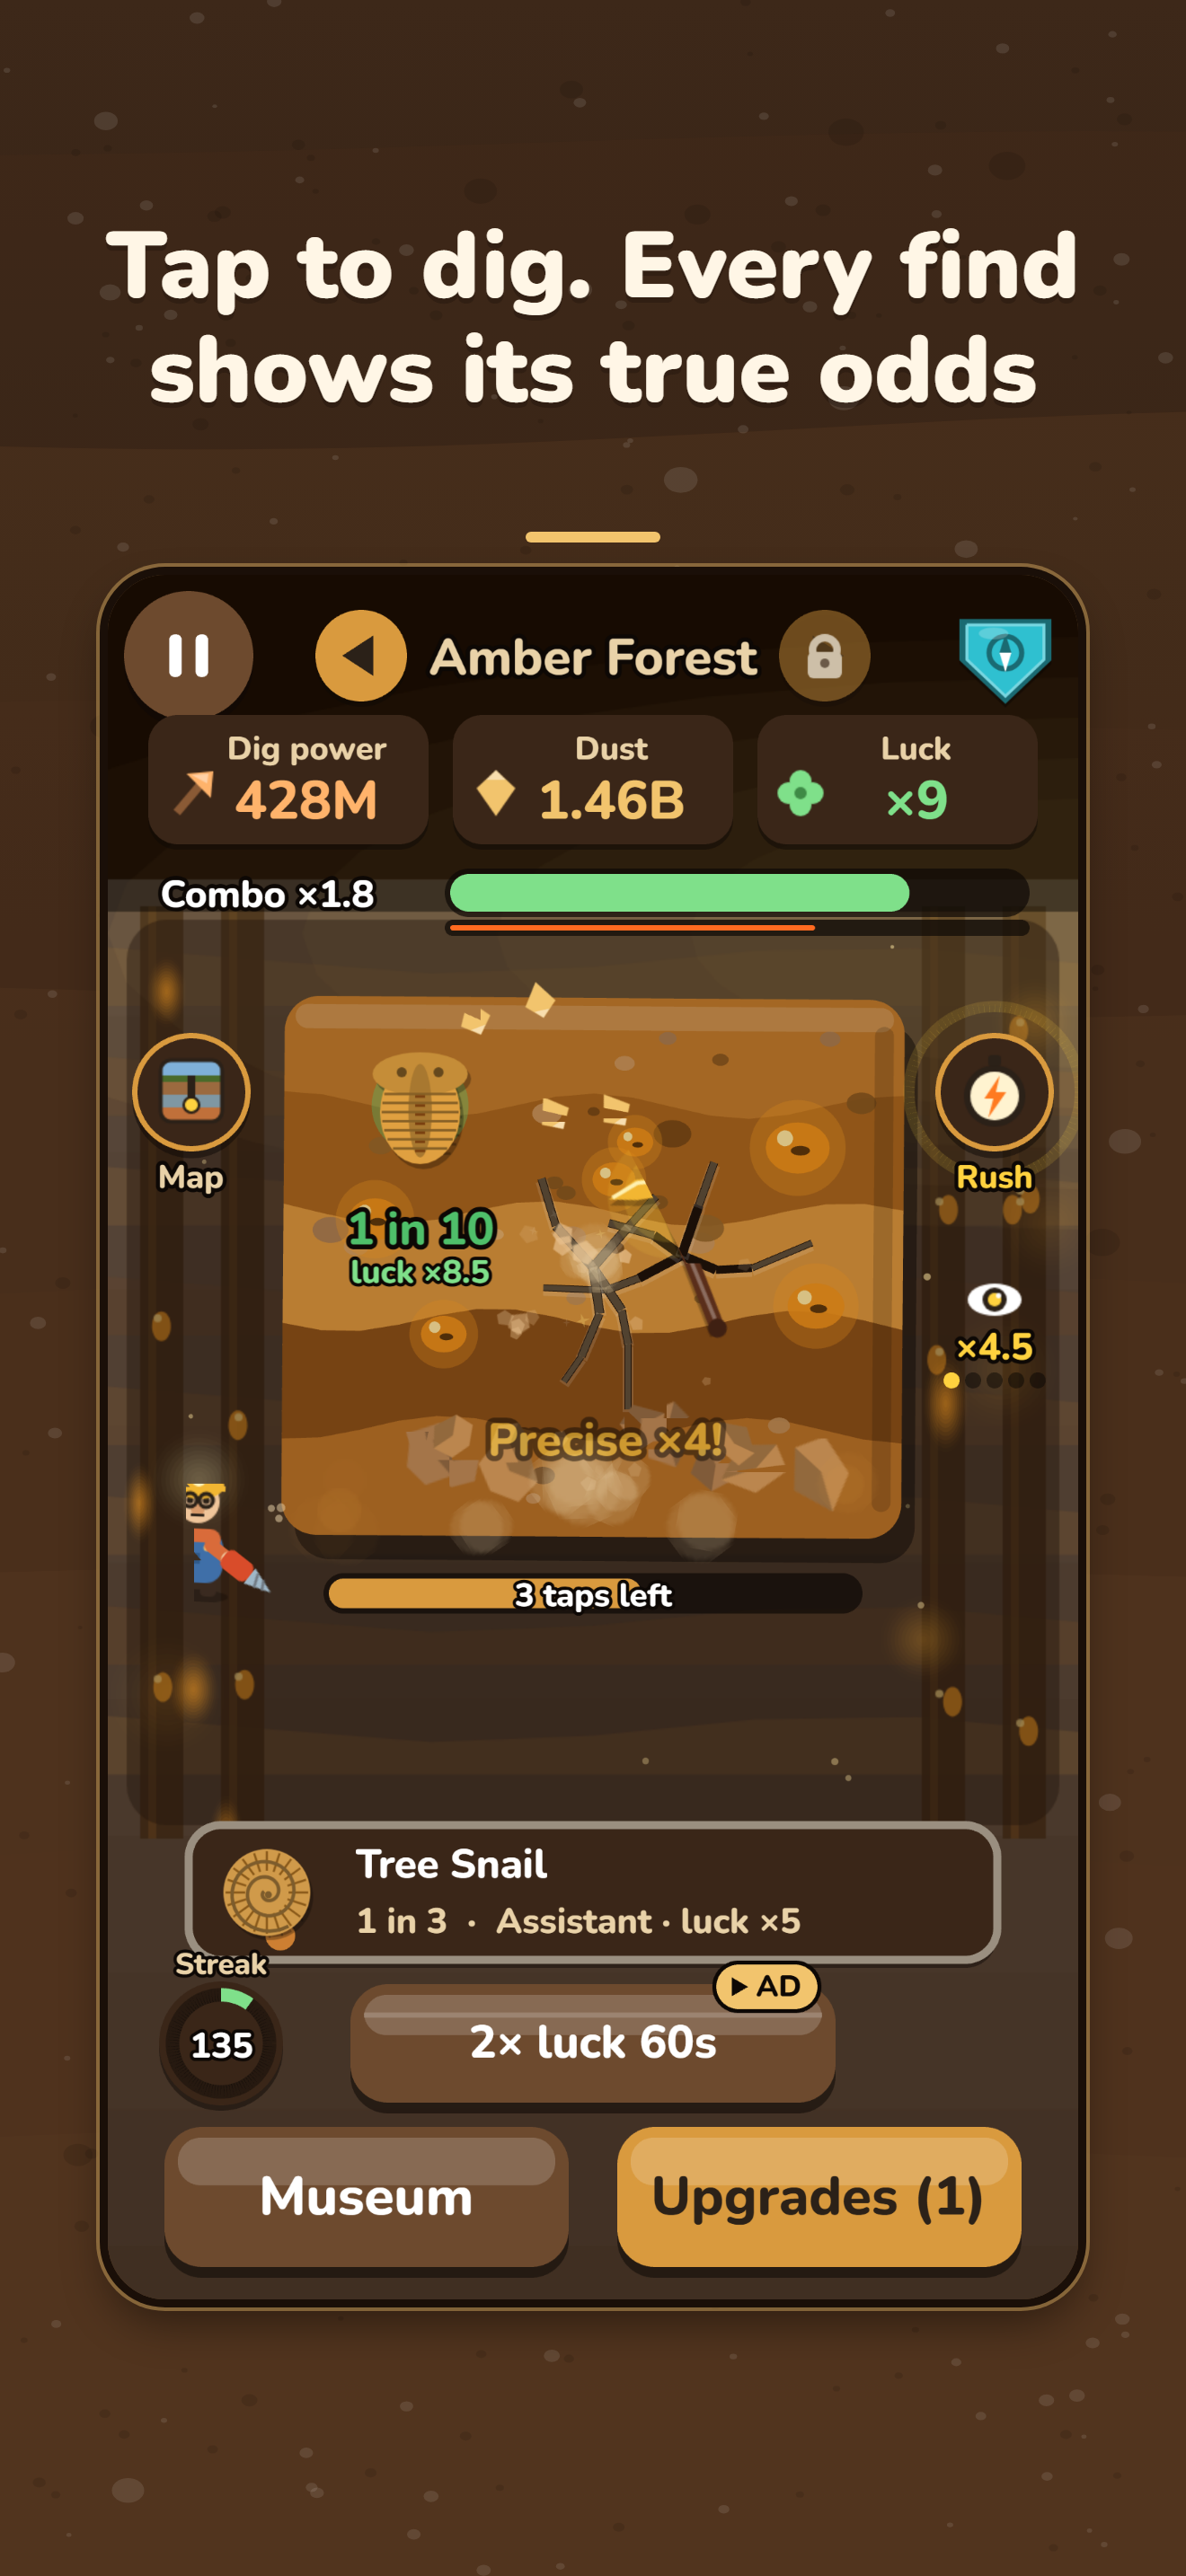 Tap to dig. Every find
shows its true odds
Amber Forest
Dig power
428M
Dust
1.46B
Luck
×9
Combo ×1.8
Map
Rush
1 in 10
luck ×8.5
×4.5
Precise ×4!
3 taps left
Tree Snail
1 in 3 · Assistant · luck ×5
Streak
135
AD
2× luck 60s
Museum
Upgrades (1)